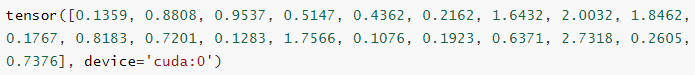 tensor([0.1359, 0.8808, 0.9537, 0.5147, 0.4362, 0.2162, 1.6432, 2.0032, 1.8462,
0.1767, 0.8183, 0.7201, 0.1283, 1.7566, 0.1076, 0.1923, 0.6371, 2.7318, 0.2605,
0.7376], device='cuda:0')